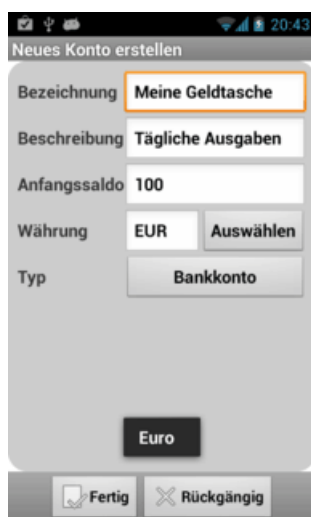 20:43
Neues Konto erstellen
Bezeichnung Meine Geldtasche
Beschreibung Tägliche Ausgaben
Anfangssaldo 100
Währung EUR Auswählen
Typ Bankkonto
Euro
Fertig Rückgängig